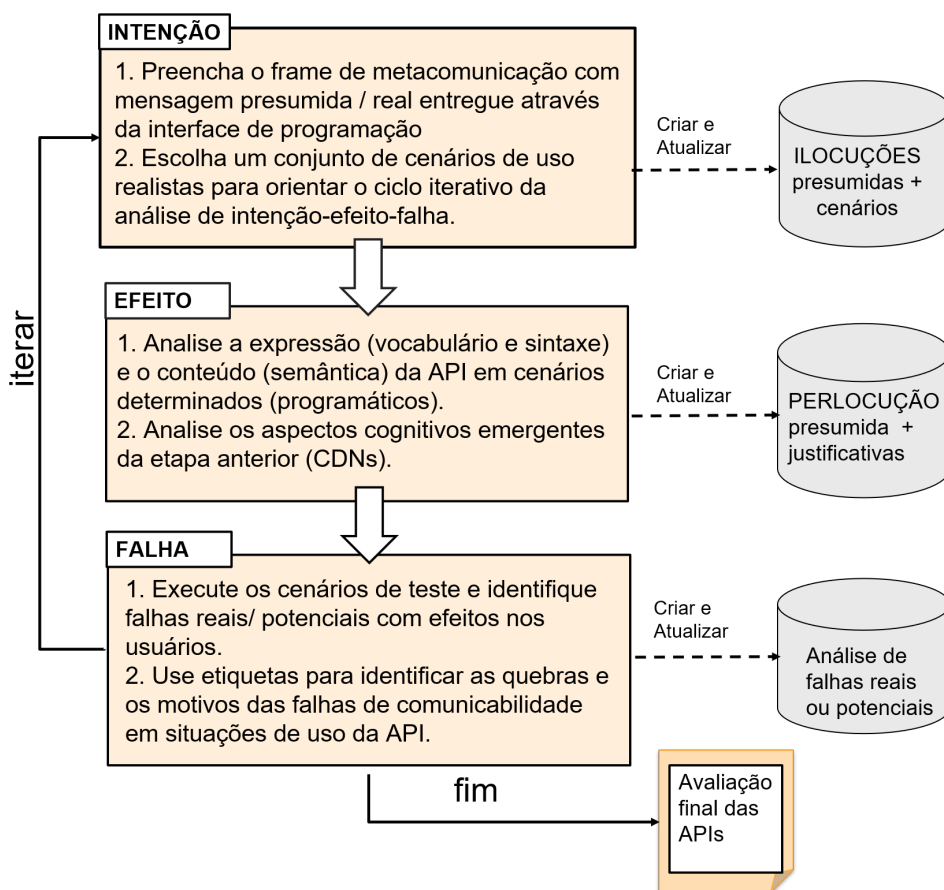 INTENÇÃO
1. Preencha o frame de metacomunicação com
mensagem presumida / real entregue através
da interface de programação
2. Escolha um conjunto de cenários de uso
realistas para orientar o ciclo iterativo da
análise de intenção-efeito-falha.
Criar e
Atualizar
ILOCUÇÕES
presumidas +
cenários
iterar
EFEITO
1. Analise a expressão (vocabulário e sintaxe)
e o conteúdo (semântica) da API em cenários
determinados (programáticos).
2. Analise os aspectos cognitivos emergentes
da etapa anterior (CDNs).
Criar e
Atualizar
PERLOCUÇÃO
presumida +
justificativas
FALHA
1. Execute os cenários de teste e identifique
falhas reais/ potenciais com efeitos nos
usuários.
2. Use etiquetas para identificar as quebras e
os motivos das falhas de comunicabilidade
em situações de uso da API.
Criar e
Atualizar
Análise de
falhas reais
ou potenciais
fim
Avaliação
final das
APIs